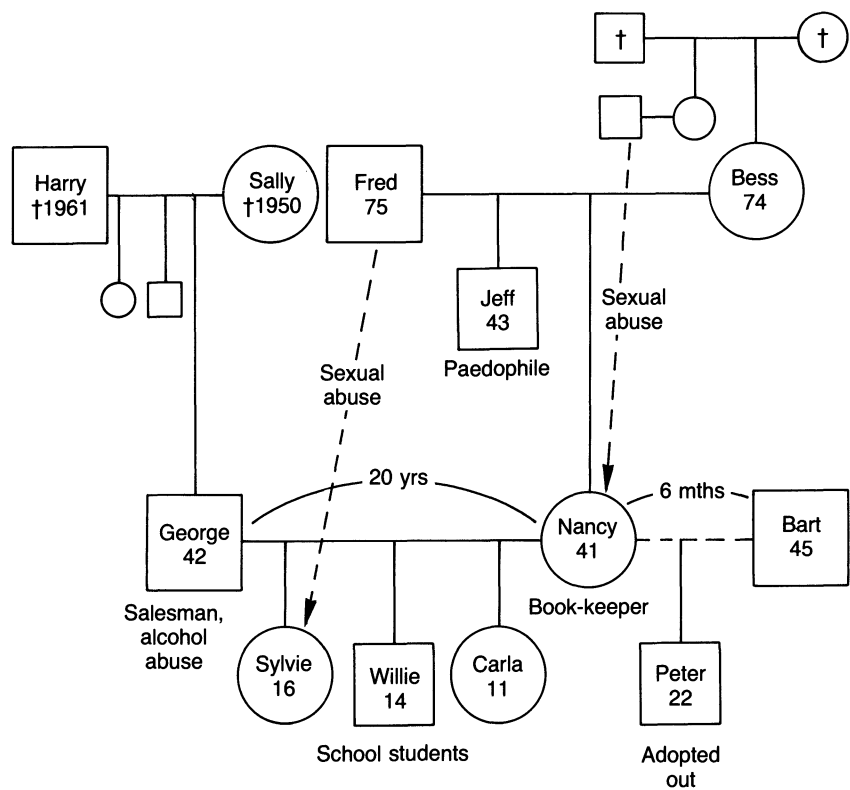 † †
Harry
†1961
Sally
†1950
Fred
75
Bess
74
Jeff
43
Paedophile
Sexual
abuse
Sexual
abuse
20 yrs
6 mths
George
42
Nancy
41
Bart
45
Salesman,
alcohol
abuse
Book-keeper
Sylvie
16
Willie
14
Carla
11
Peter
22
School students
Adopted
out